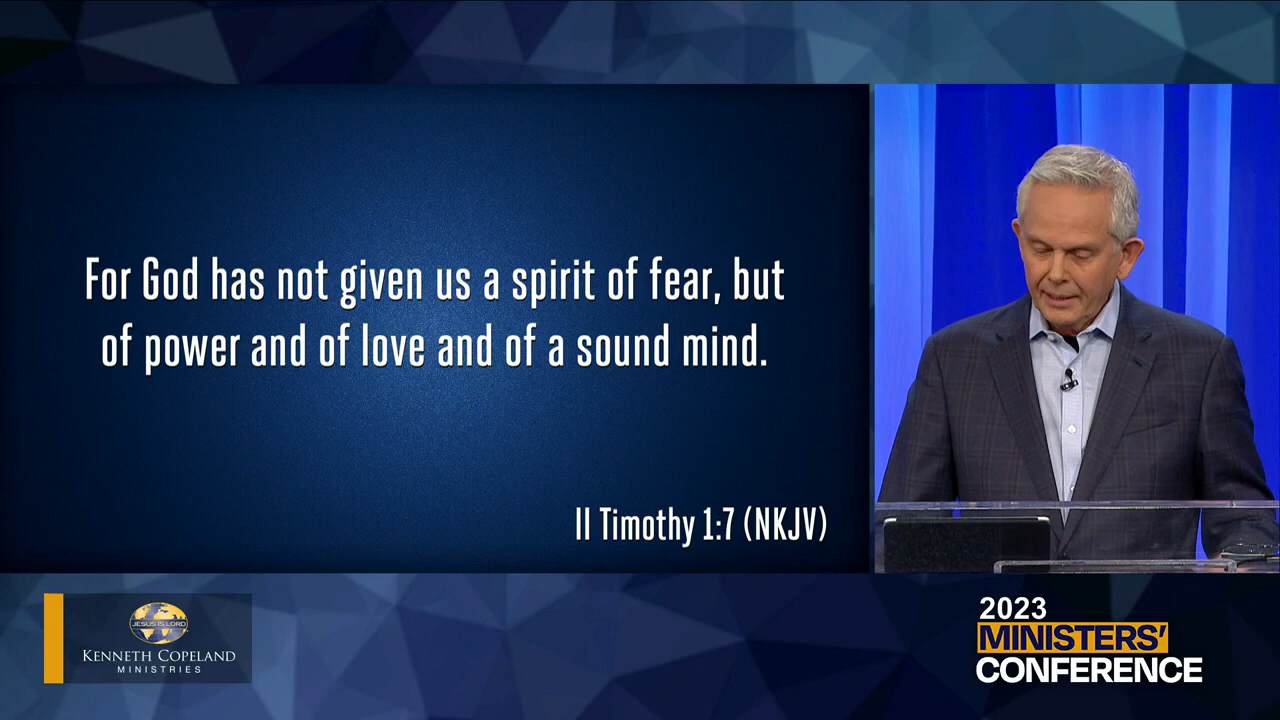 For God has not given us a spirit of fear, but
of power and of love and of a sound mind.
II Timothy 1:7 (NKJV)
JESUS IS LORD
KENNETH COPELAND
MINISTRIES
2023
MINISTERS'
CONFERENCE